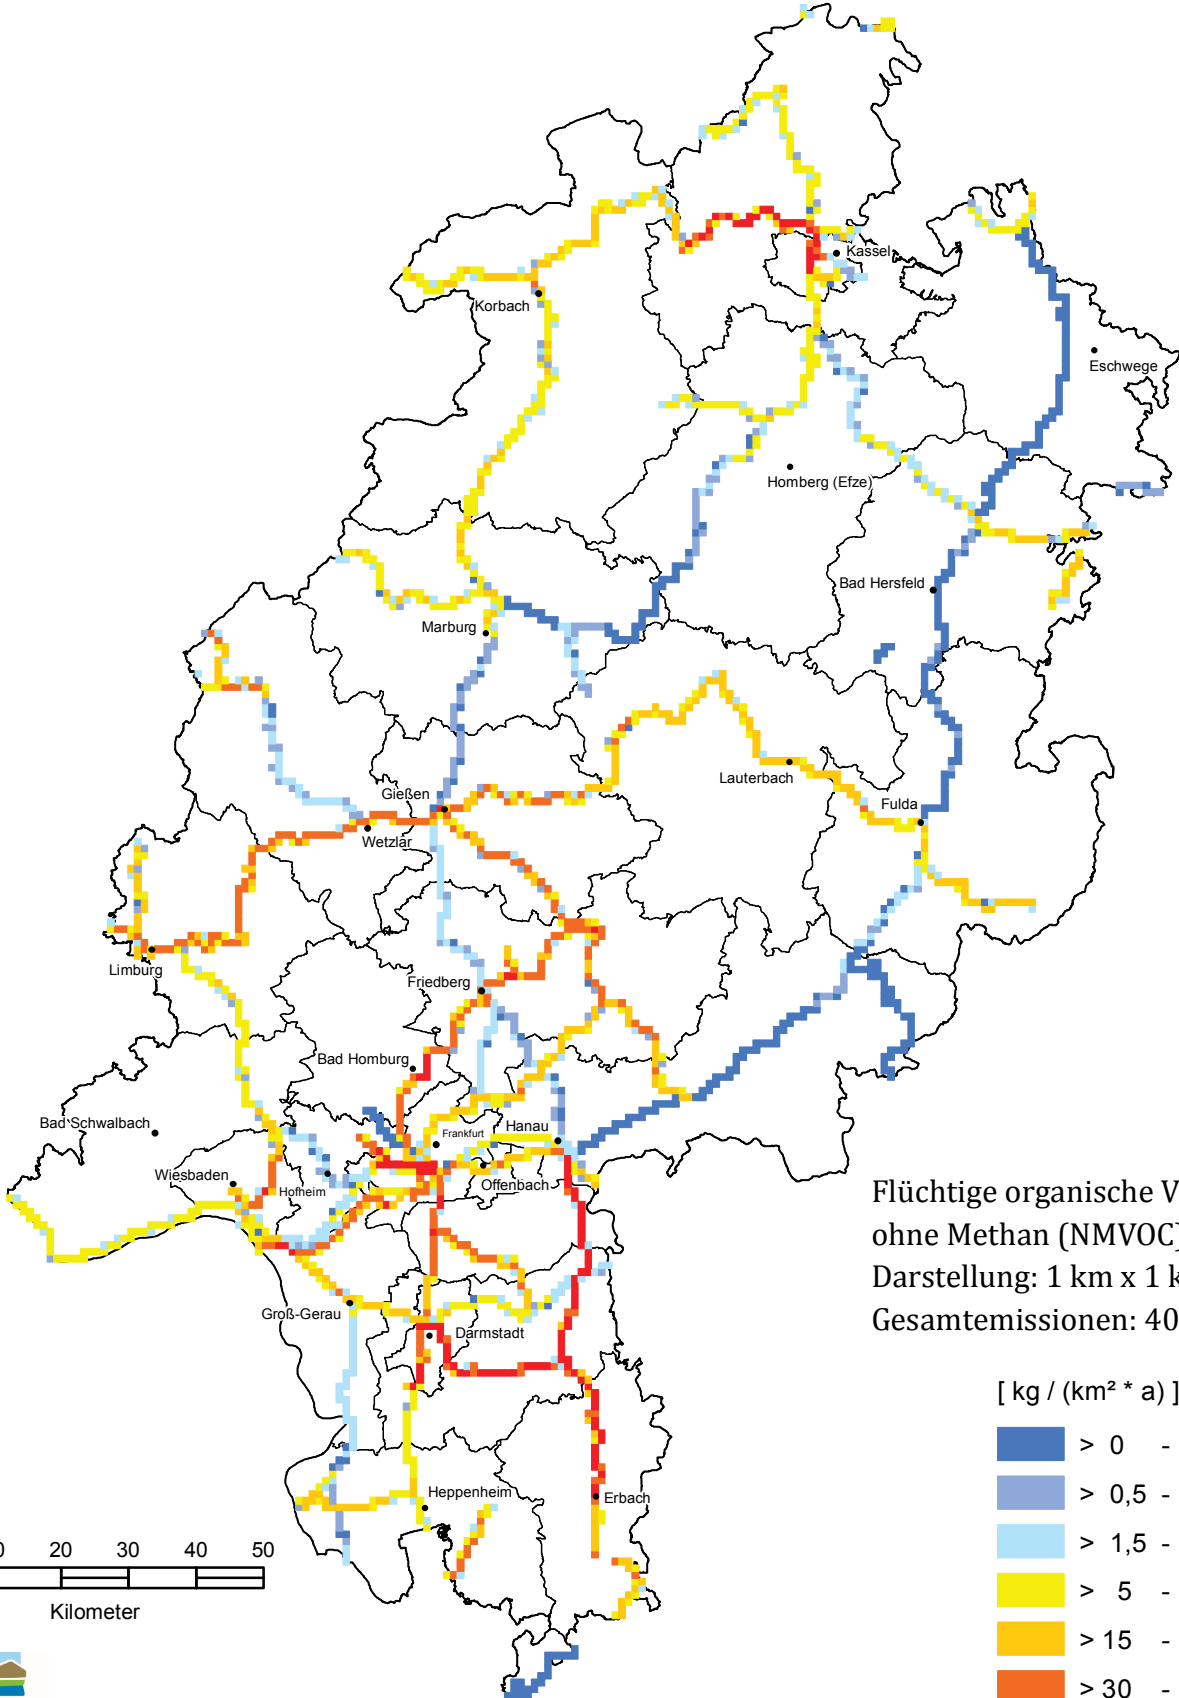 Kassel
Korbach
Eschwege
Homberg (Efze)
Bad Hersfeld
Marburg
Lauterbach
Gießen
Fulda
Wetzlar
Limburg
Friedberg
Bad Homburg
Bad Schwalbach
Frankfurt
Hanau
Wiesbaden
Hofheim
Offenbach
Flüchtige organische
ohne Methan (NMVOC)
Darstellung: 1 km x 1
Gesamtemissionen: 40
Groß-Gerau
Darmstadt
[ kg / (km² * a) ]
> 0 -
> 0,5 -
> 1,5 -
> 5 -
> 15 -
> 30 -
Heppenheim
Erbach
20 30 40 50
Kilometer